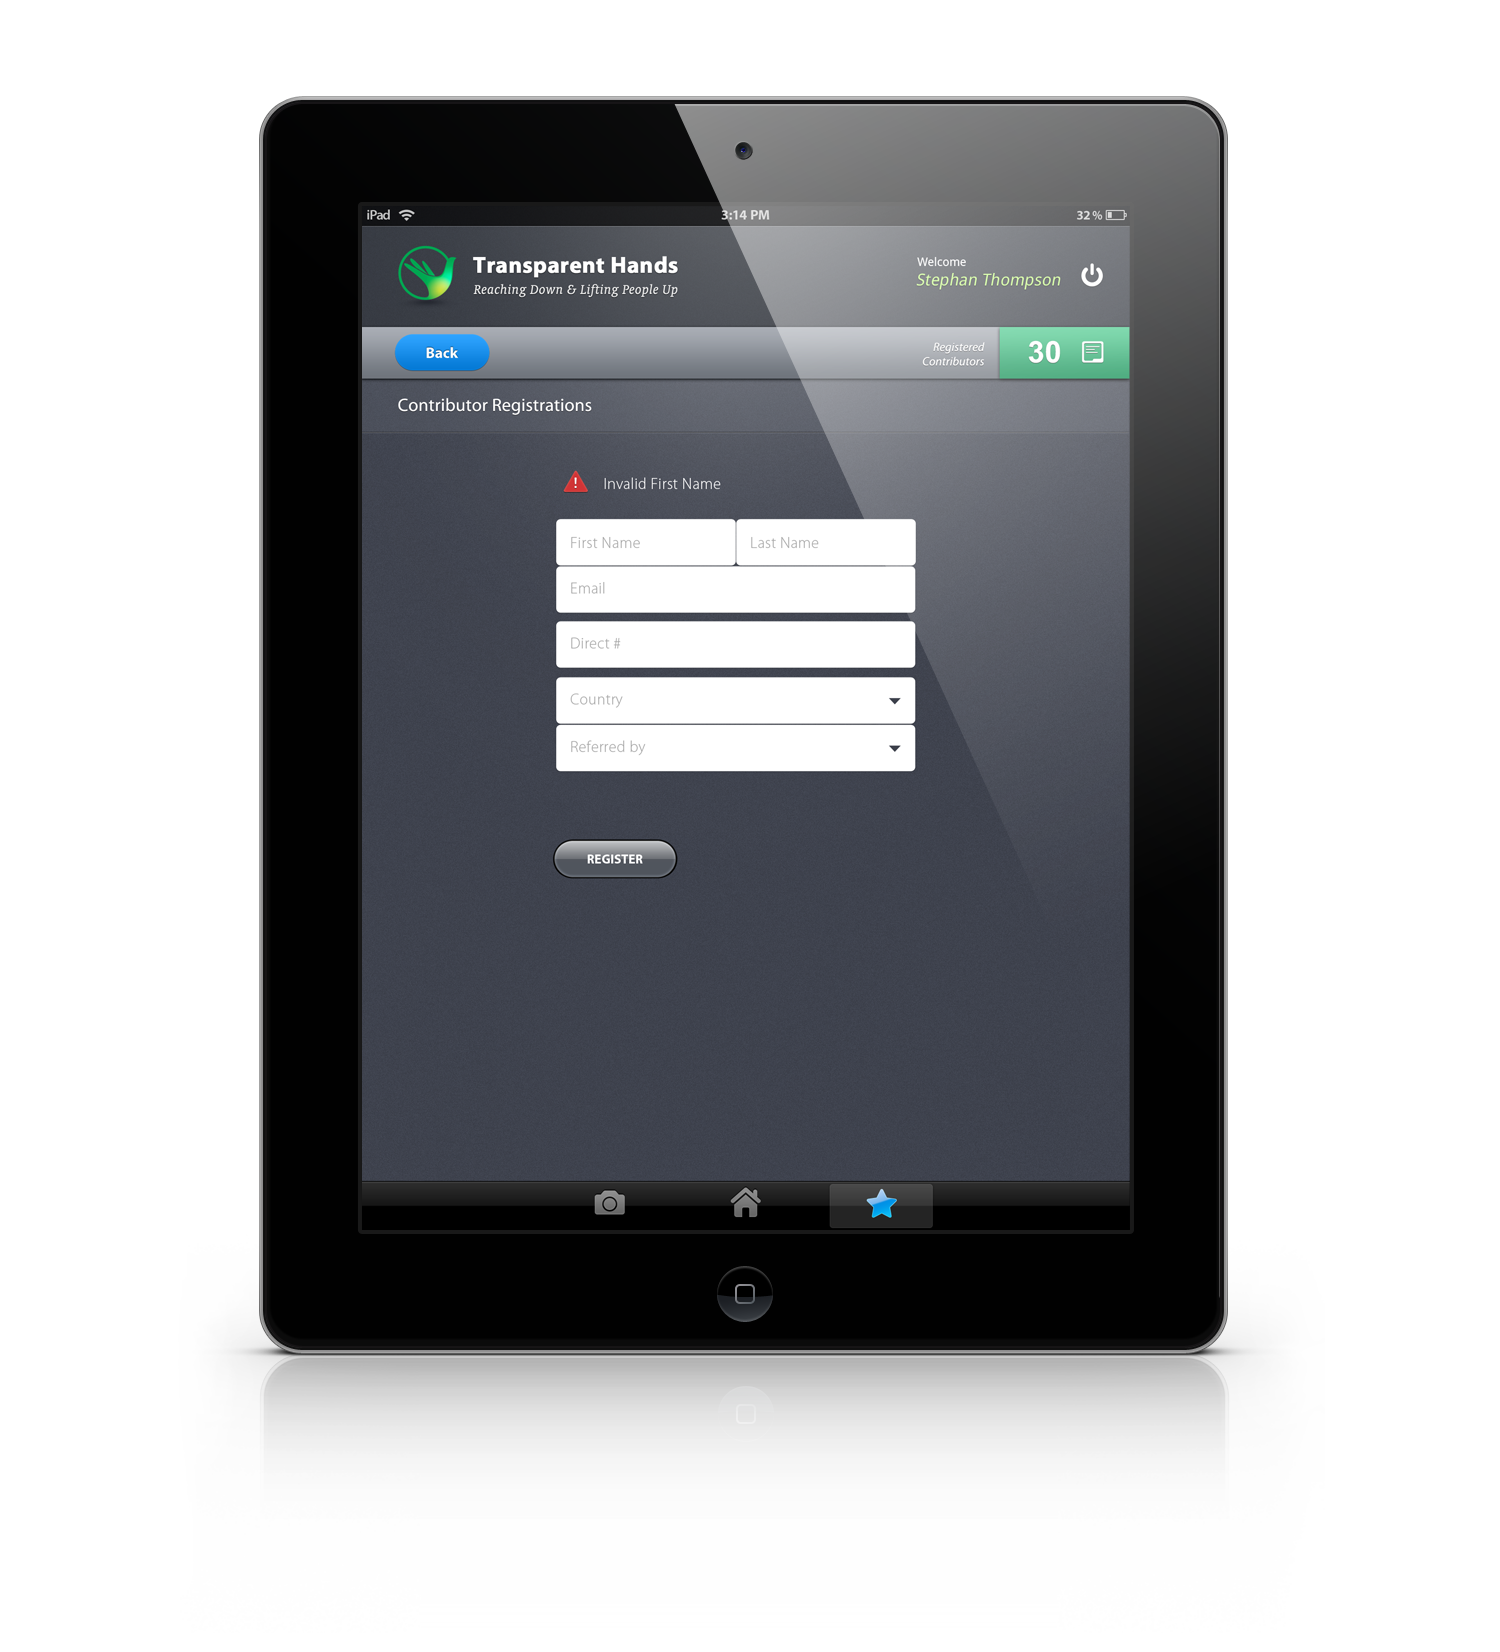 iPad
3:14 PM
32 %
Transparent Hands
Reaching Down & Lifting People Up
Welcome
Stephan Thompson
Back
Registered
Contributors
30
Contributor Registrations
Invalid First Name
First Name
Last Name
Email
Direct #
Country
Referred by
REGISTER